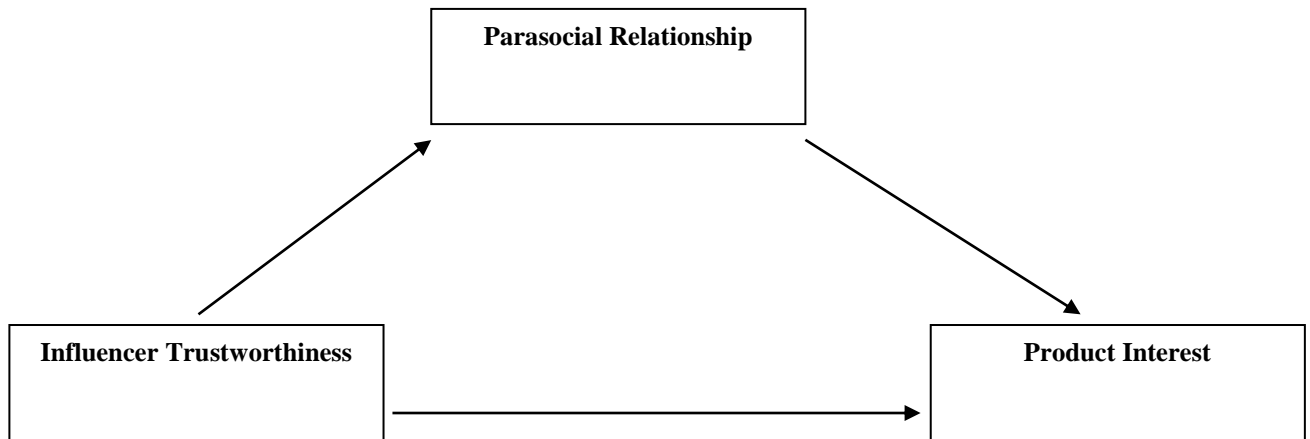 Parasocial Relationship
Influencer Trustworthiness
Product Interest